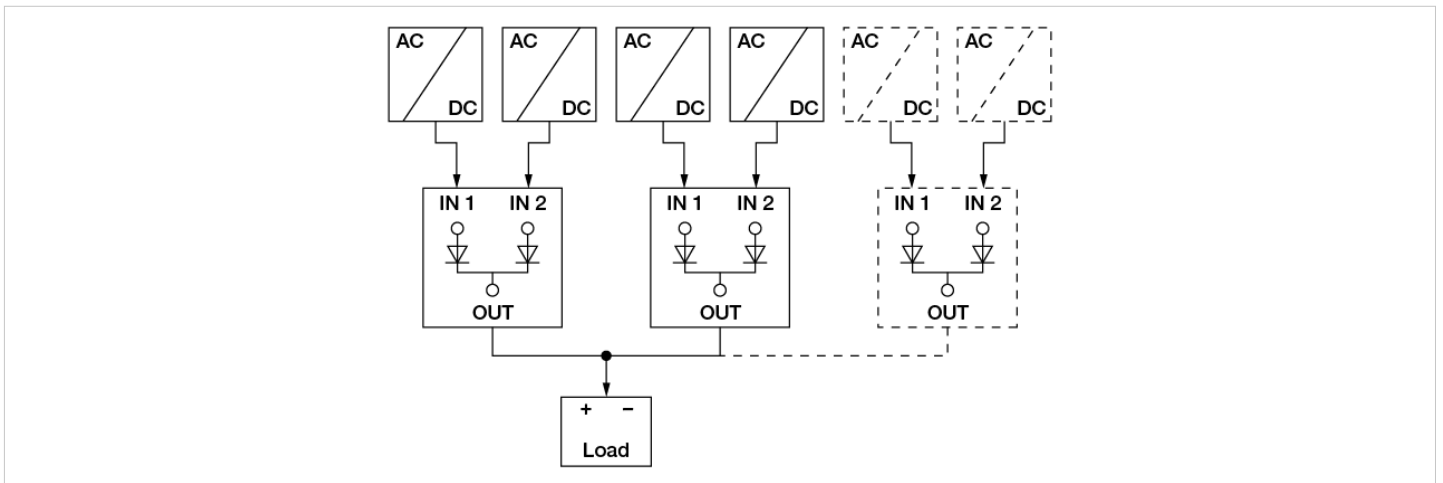 AC AC AC AC AC AC
DC DC DC DC DC DC
IN 1 IN 2 IN 1 IN 2 IN 1 IN 2
OUT OUT OUT
+ −
Load